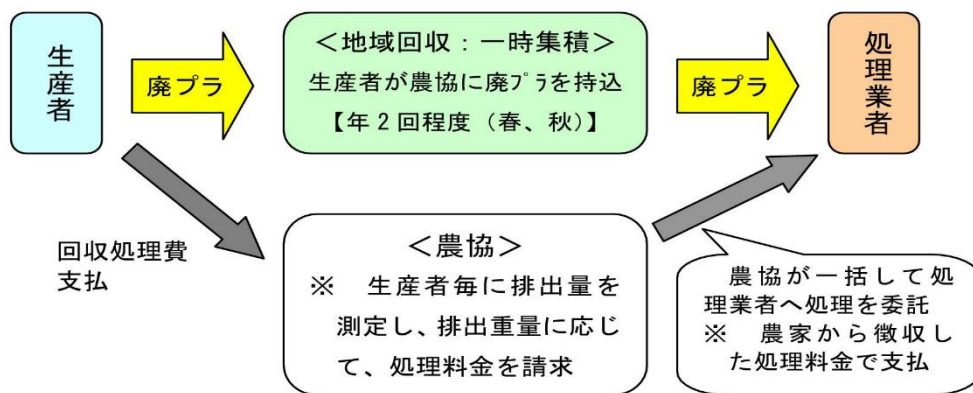 生産者
廃プラ
＜地域回収：一時集積＞
生産者が農協に廃ﾌﾟﾗを持込
【年２回程度（春、秋）】
廃プラ
処理業者
回収処理費
支払
＜農協＞
※　生産者毎に排出量を
測定し、排出重量に応じ
て、処理料金を請求
農協が一括して処
理業者へ処理を委託
※　農家から徴収し
た処理料金で支払